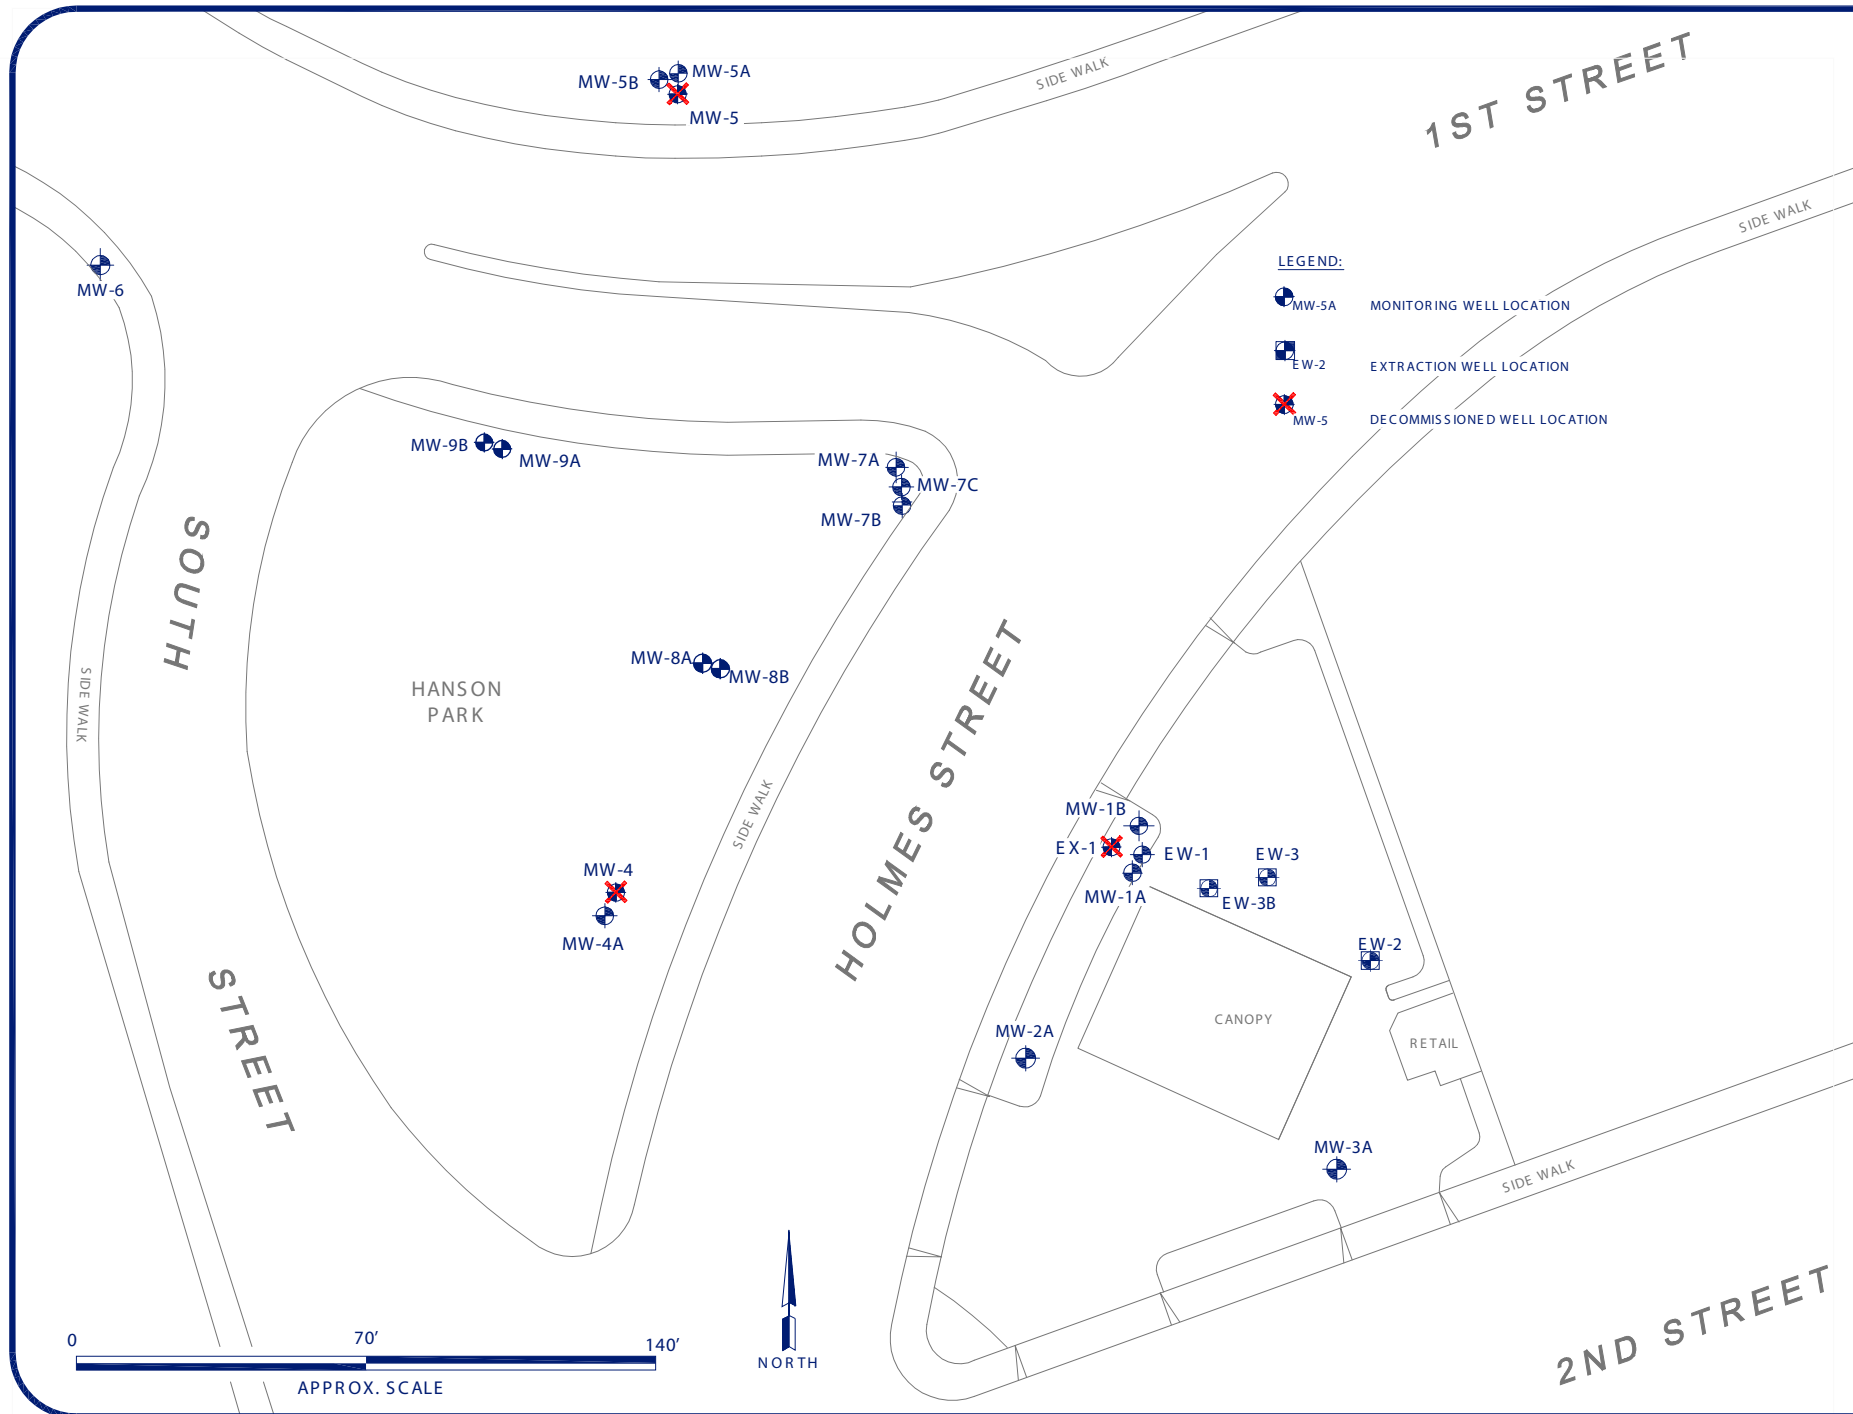 MW-5A
MW-5B
MW-5
SIDE WALK
1ST STREET
SIDE WALK
MW-6
LEGEND:
MW-5A MONITORING WELL LOCATION
EW-2 EXTRACTION WELL LOCATION
MW-5 DECOMMISSIONED WELL LOCATION
MW-9B
MW-9A
MW-7A
MW-7C
MW-7B
SOUTH
STREET
SIDE WALK
MW-8A
MW-8B
HANSON
PARK
HOLMES STREET
SIDE WALK
MW-1B
EX-1
EW-1
EW-3
MW-1A
EW-3B
MW-4
MW-4A
EW-2
CANOPY
MW-2A
RETAIL
MW-3A
SIDE WALK
2ND STREET
0 70' 140'
APPROX. SCALE
NORTH